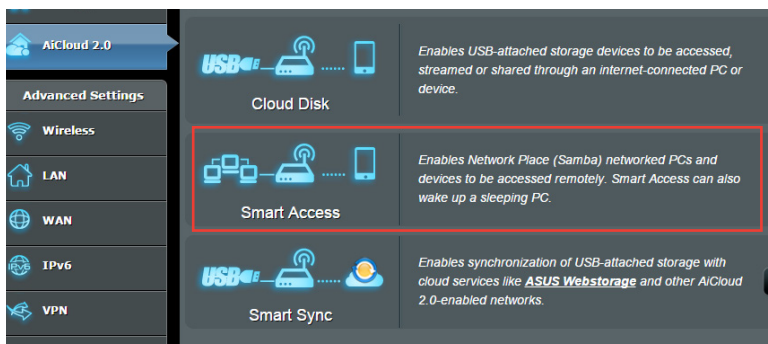 AiCloud 2.0
Advanced Settings
Wireless
LAN
WAN
IPv6
IPv6
VPN
USB
Cloud Disk
Enables USB-attached storage devices to be accessed,
streamed or shared through an internet-connected PC or
device.
Smart Access
Enables Network Place (Samba) networked PCs and
devices to be accessed remotely. Smart Access can also
wake up a sleeping PC.
USB
Smart Sync
Enables synchronization of USB-attached storage with
cloud services like ASUS Webstorage and other AiCloud
2.0-enabled networks.